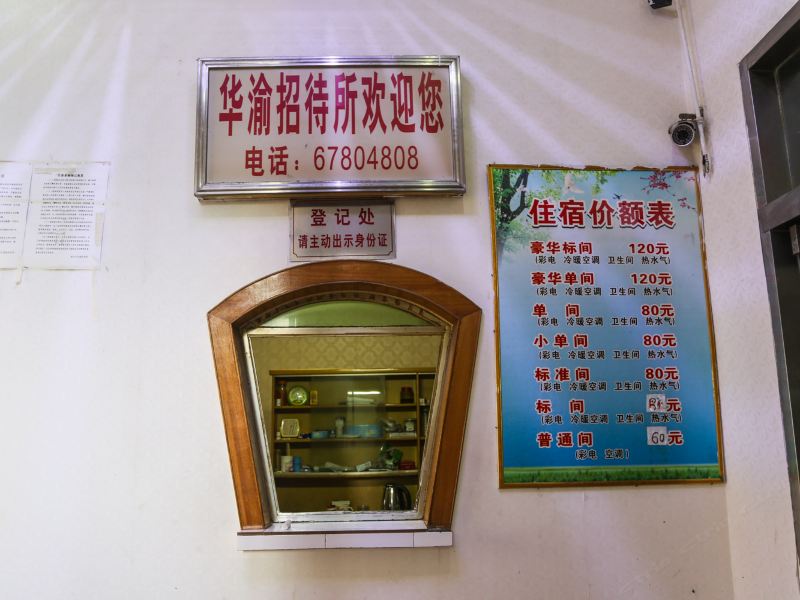 华渝招待所欢迎您
电话：67804808
登记处
请主动出示身份证
住宿价额表
豪华标间 120元
(彩电 冷暖空调 卫生间 热水气)
豪华单间 120元
(彩电 冷暖空调 卫生间 热水气)
单间 80元
(彩电 冷暖空调 卫生间 热水气)
小单间 80元
(彩电 冷暖空调 卫生间 热水气)
标准间 80元
(彩电 冷暖空调 卫生间 热水气)
标间 元
(彩电 冷暖空调 卫生间 热水气)
普通间 60元
(彩电 空调)